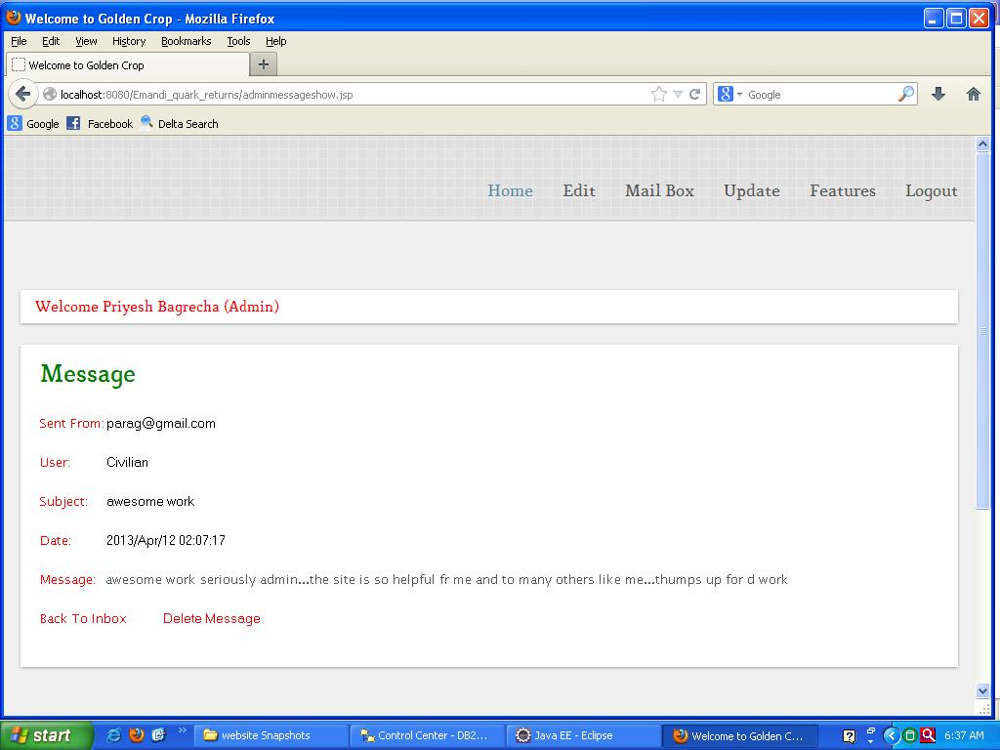 Welcome to Golden Crop - Mozilla Firefox
File Edit View History Bookmarks Tools Help
Welcome to Golden Crop +
localhost:8080/Emandi_quark_returns/adminmessageshow.jsp Google
Google Facebook Delta Search
Home Edit Mail Box Update Features Logout
Welcome Priyesh Bagrecha (Admin)
Message
Sent From: parag@gmail.com
User: Civilian
Subject: awesome work
Date: 2013/Apr/12 02:07:17
Message: awesome work seriously admin...the site is so helpful fr me and to many others like me...thumps up for d work
Back To Inbox Delete Message
start website Snapshots Control Center - DB2... Java EE - Eclipse Welcome to Golden C... 6:37 AM